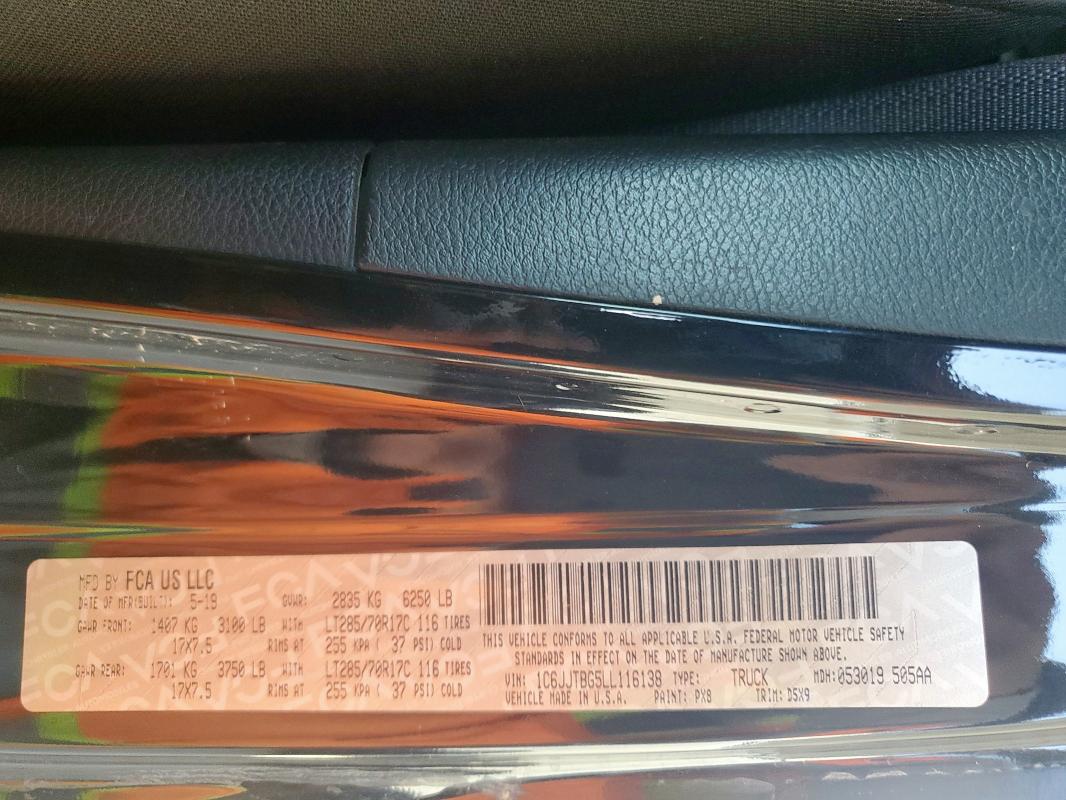 MFD BY FCA US LLC
DATE OF MFR(BUILT): 5-19 GVWR: 2835 KG 6250 LB
GAWR FRONT: 1407 KG 3100 LB WITH LT285/70R17C 116 TIRES
17X7.5 RIMS AT 255 KPA ( 37 PSI) COLD
GAWR REAR: 1701 KG 3750 LB WITH LT285/70R17C 116 TIRES
17X7.5 RIMS AT 255 KPA ( 37 PSI) COLD
THIS VEHICLE CONFORMS TO ALL APPLICABLE U.S.A. FEDERAL MOTOR VEHICLE SAFETY
STANDARDS IN EFFECT ON THE DATE OF MANUFACTURE SHOWN ABOVE.
VIN: 1C6JJTBG5LL116138 TYPE: TRUCK MDH:053019 505AA
VEHICLE MADE IN U.S.A. PAINT: PX8 TRIM: D5X9